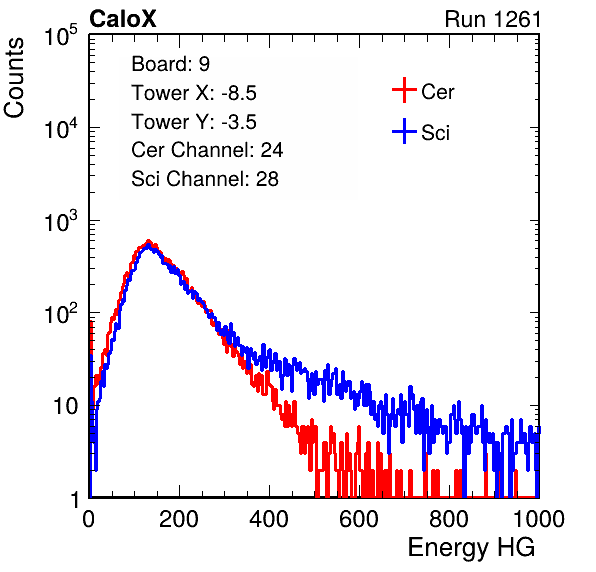 CaloX
Run 1261
Counts
Board: 9
Tower X: -8.5
Tower Y: -3.5
Cer Channel: 24
Sci Channel: 28
Cer
Sci
10^5
10^4
10^3
10^2
10
1
0 200 400 600 800 1000
Energy HG